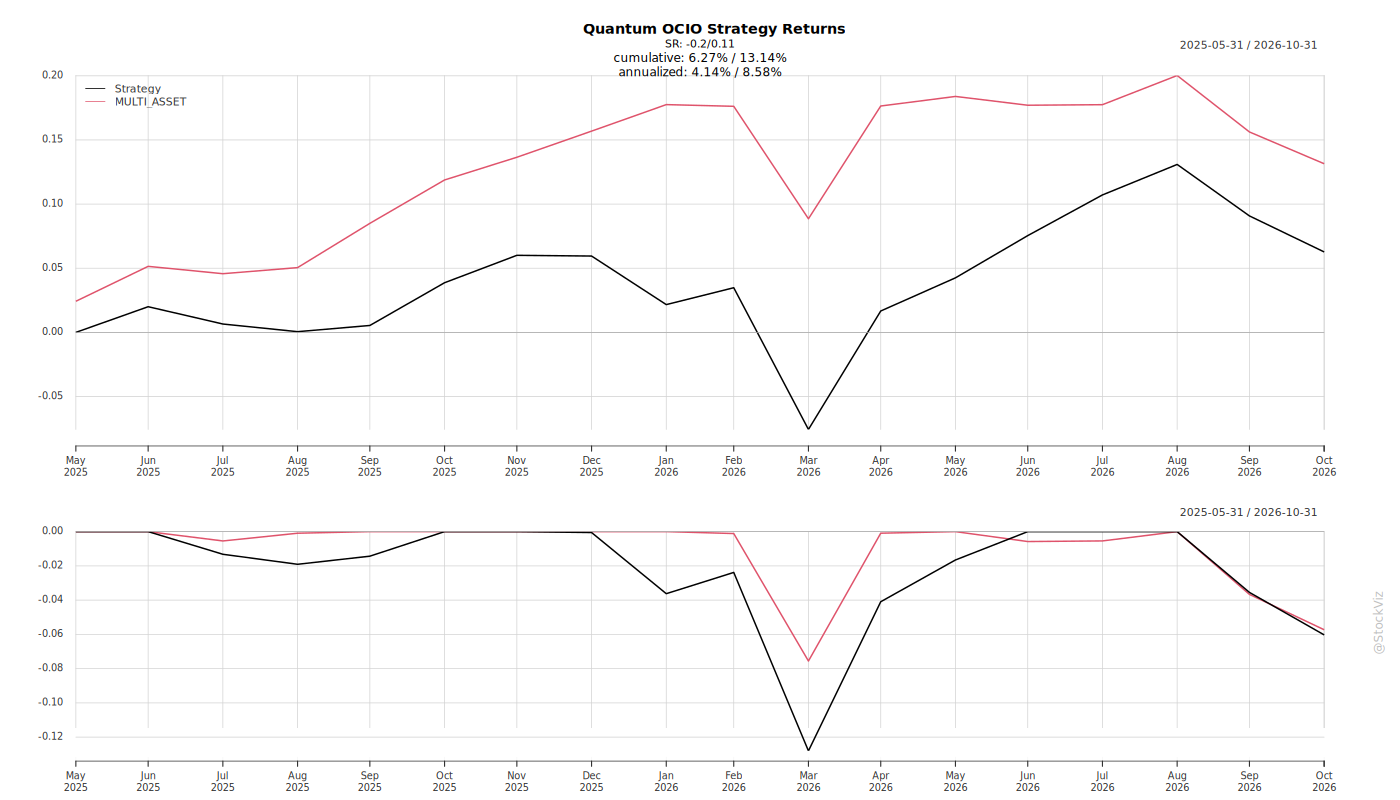 Quantum OCIO Strategy Returns
SR: -0.2/0.11
cumulative: 6.27% / 13.14%
annualized: 4.14% / 8.58%
2025-05-31 / 2026-10-31
Strategy
MULTI_ASSET
0.20
0.15
0.10
0.05
0.00
-0.05
May Jun Jul Aug Sep Oct Nov Dec Jan Feb Mar Apr May Jun Jul Aug Sep Oct
2025 2025 2025 2025 2025 2025 2025 2025 2026 2026 2026 2026 2026 2026 2026 2026 2026 2026
2025-05-31 / 2026-10-31
0.00
-0.02
-0.04
-0.06
-0.08
-0.10
-0.12
May Jun Jul Aug Sep Oct Nov Dec Jan Feb Mar Apr May Jun Jul Aug Sep Oct
2025 2025 2025 2025 2025 2025 2025 2025 2026 2026 2026 2026 2026 2026 2026 2026 2026 2026
@StockViz